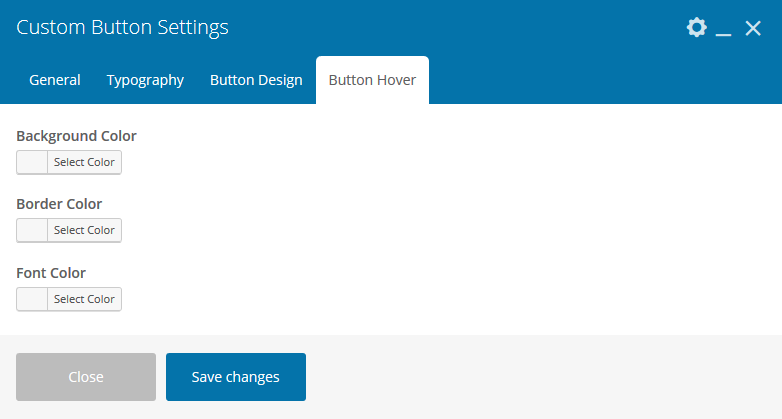 Custom Button Settings
General Typography Button Design Button Hover
Background Color
Select Color
Border Color
Select Color
Font Color
Select Color
Close Save changes